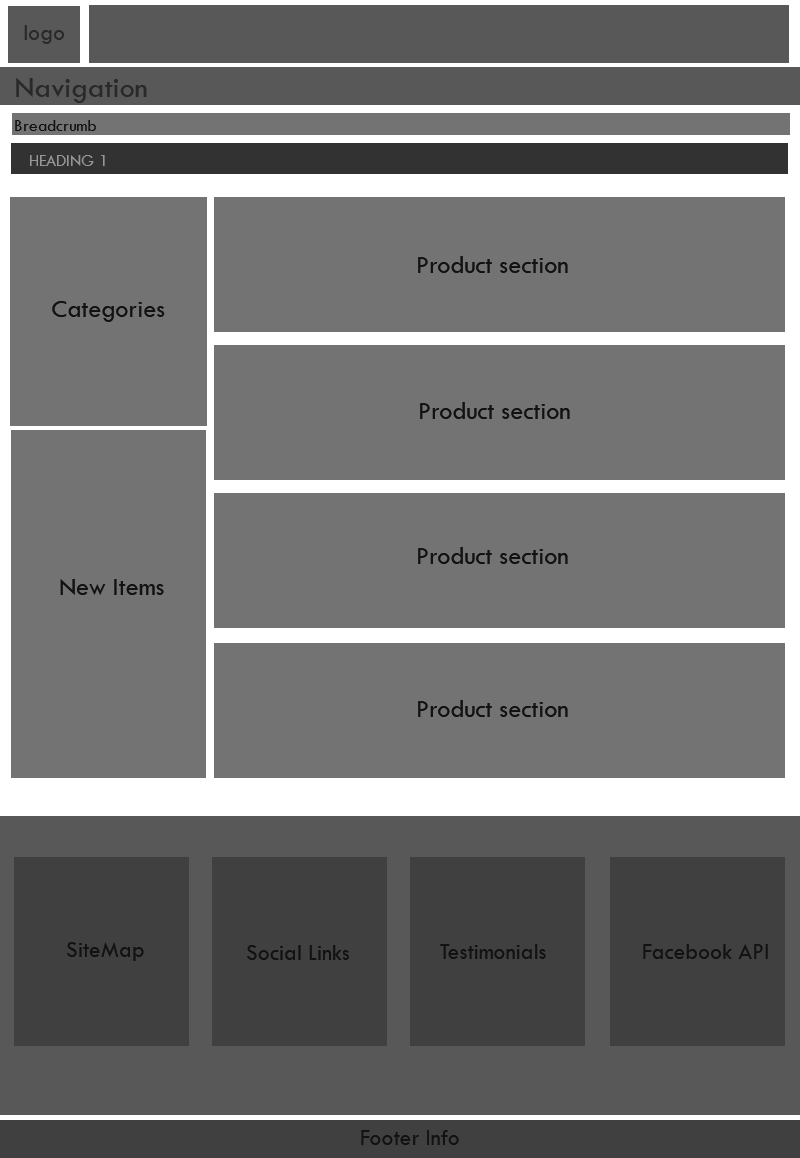 logo
Navigation
Breadcrumb
HEADING 1
Categories
New Items
Product section
Product section
Product section
Product section
SiteMap
Social Links
Testimonials
Facebook API
Footer Info